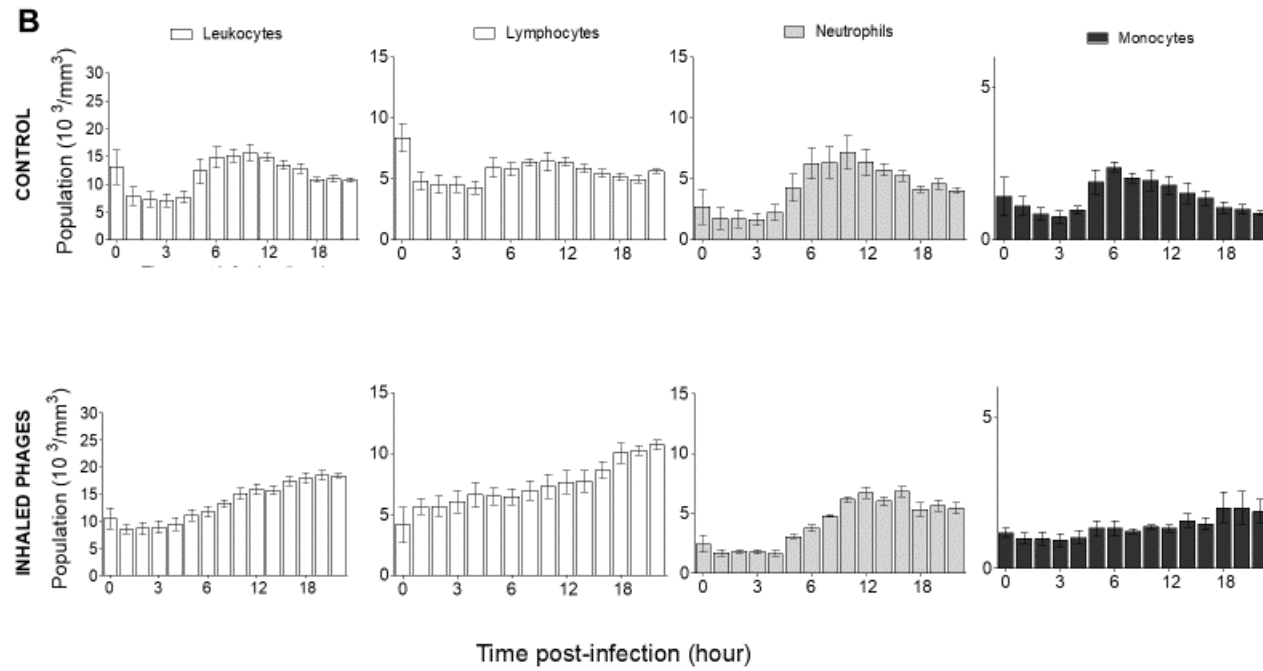 B
Leukocytes
Lymphocytes
Neutrophils
Monocytes
CONTROL
Population (10 3/mm3)
30
25
20
15
10
5
0
0 3 6 12 18
15
10
5
0
0 3 6 12 18
15
10
5
0
0 3 6 12 18
5
0
0 3 6 12 18
INHALED PHAGES
Population (10 3/mm3)
30
25
20
15
10
5
0
0 3 6 12 18
15
10
5
0
0 3 6 12 18
15
10
5
0
0 3 6 12 18
5
0
0 3 6 12 18
Time post-infection (hour)